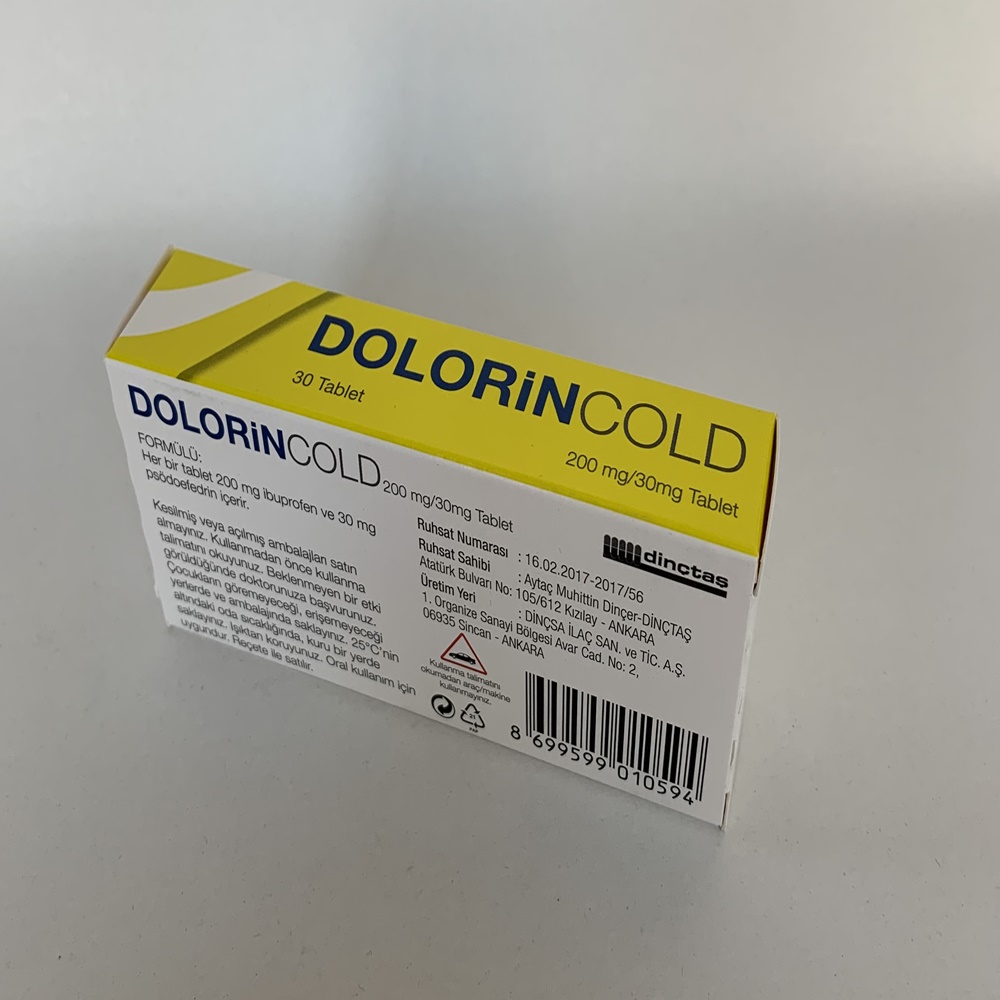 DOLORiNCOLD
30 Tablet
200 mg/30mg Tablet
DOLORiNCOLD 200 mg/30mg Tablet
FORMÜLÜ:
Her bir tablet 200 mg ibuprofen ve 30 mg
psödoefedrin içerir.
Kesilmiş veya açılmış ambalajları satın
almayınız. Kullanmadan önce kullanma
talimatını okuyunuz. Beklenmeyen bir etki
görüldüğünde doktorunuza başvurunuz.
Çocukların göremeyeceği, erişemeyeceği
yerlerde ve ambalajında saklayınız. 25°C'nin
altındaki oda sıcaklığında, kuru bir yerde
saklayınız. Işıktan koruyunuz. Oral kullanım için
uygundur. Reçete ile satılır.
dinçtaş
Ruhsat Numarası : 16.02.2017-2017/56
Ruhsat Sahibi : Aytaç Muhittin Dinçer-DİNÇTAŞ
Atatürk Bulvarı No: 105/612 Kızılay - ANKARA
Üretim Yeri : DİNÇSA İLAÇ SAN. ve TİC. A.Ş.
1. Organize Sanayi Bölgesi Avar Cad. No: 2,
06935 Sincan - ANKARA
Kullanma talimatını
okumadan araç/makine
kullanmayınız.
21
PAP
8 699599 010594